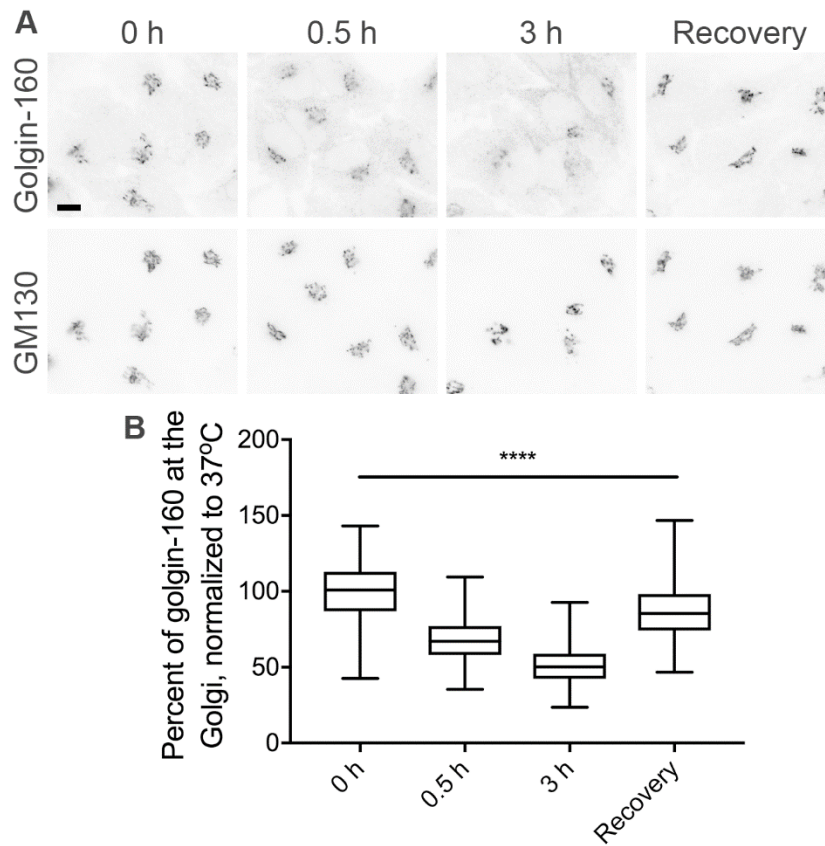 A
0 h 0.5 h 3 h Recovery
Golgin-160
GM130
B
Percent of golgin-160 at the
Golgi, normalized to 37ºC
200
150
100
50
0
****
0 h
0.5 h
3 h
Recovery